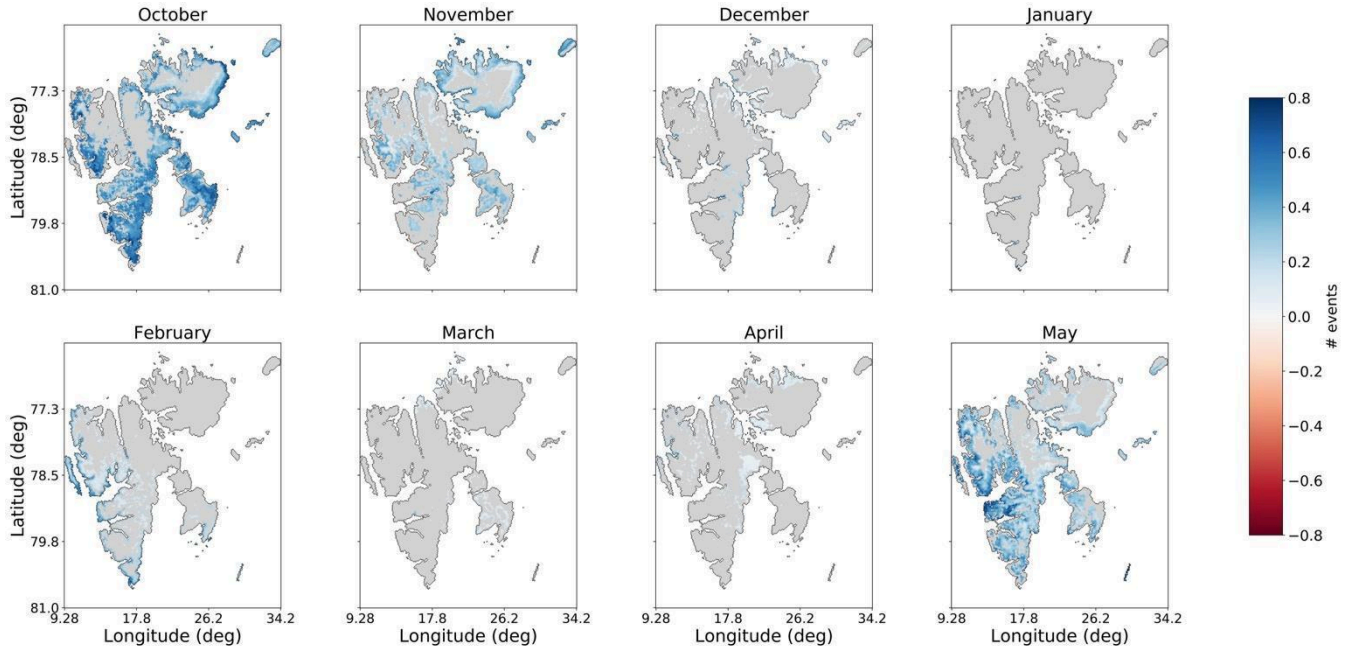 October
November
December
January
Latitude (deg)
77.3
78.5
79.8
81.0
February
March
April
May
Latitude (deg)
77.3
78.5
79.8
81.0
9.28 17.8 26.2 34.2
9.28 17.8 26.2 34.2
9.28 17.8 26.2 34.2
9.28 17.8 26.2 34.2
Longitude (deg)
Longitude (deg)
Longitude (deg)
Longitude (deg)
0.8
0.6
0.4
0.2
0.0
−0.2
−0.4
−0.6
−0.8
# events